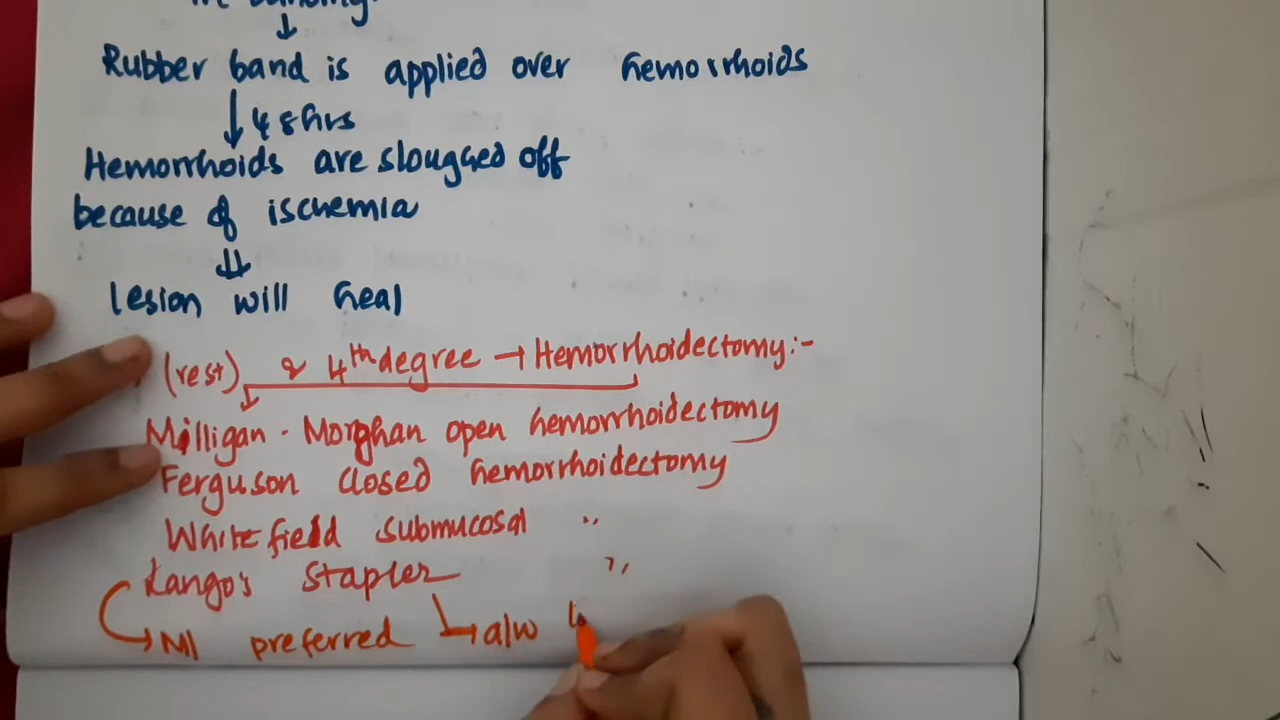 Rubber band is applied over hemorrhoids
48hrs
Hemorrhoids are sloughed off
because of ischemia
lesion will heal
(rest) & 4th degree → Hemorrhoidectomy:-
Milligan - Morghan open hemorrhoidectomy
Ferguson closed hemorrhoidectomy
Whitefield submucosal "
Longo's stapler "
preferred → a/w